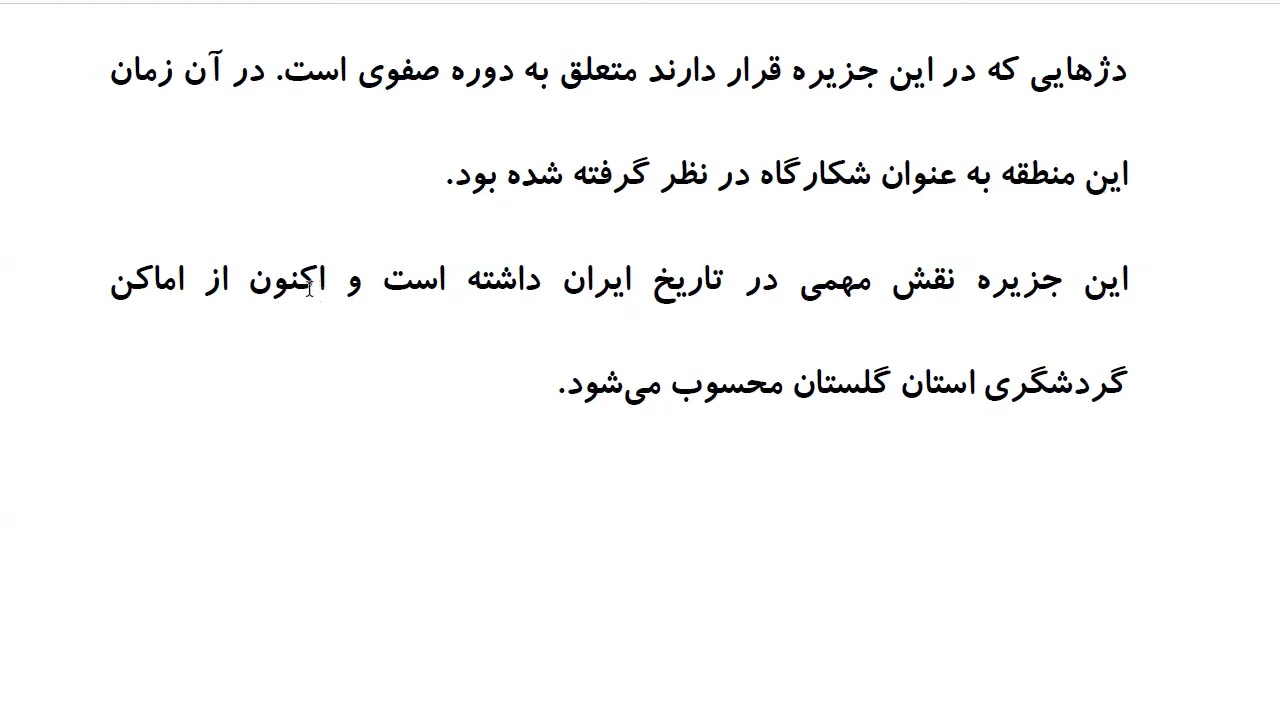 دژهایی که در این جزیره قرار دارند متعلق به دوره صفوی است. در آن زمان
این منطقه به عنوان شکارگاه در نظر گرفته شده بود.
این جزیره نقش مهمی در تاریخ ایران داشته است و اکنون از اماکن
گردشگری استان گلستان محسوب می‌شود.